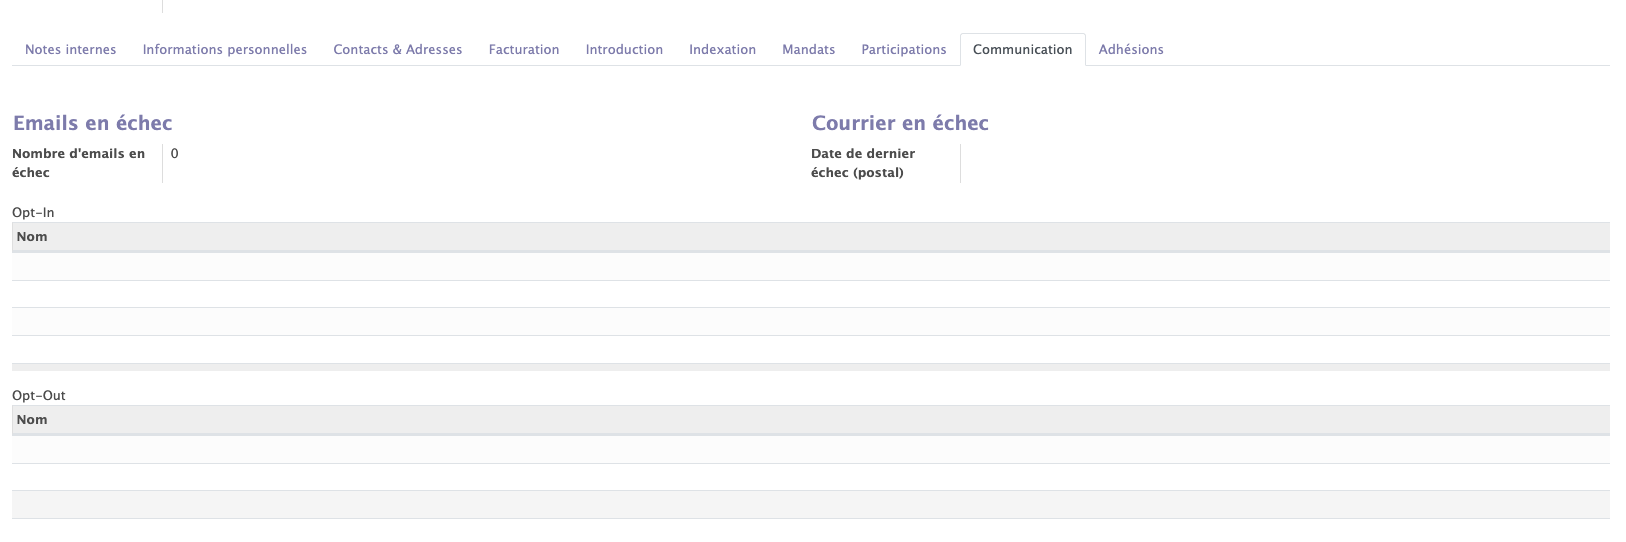 Notes internes Informations personnelles Contacts & Adresses Facturation Introduction Indexation Mandats Participations Communication Adhésions
Emails en échec
Nombre d'emails en
échec
0
Courrier en échec
Date de dernier
échec (postal)
Opt-In
Nom
Opt-Out
Nom